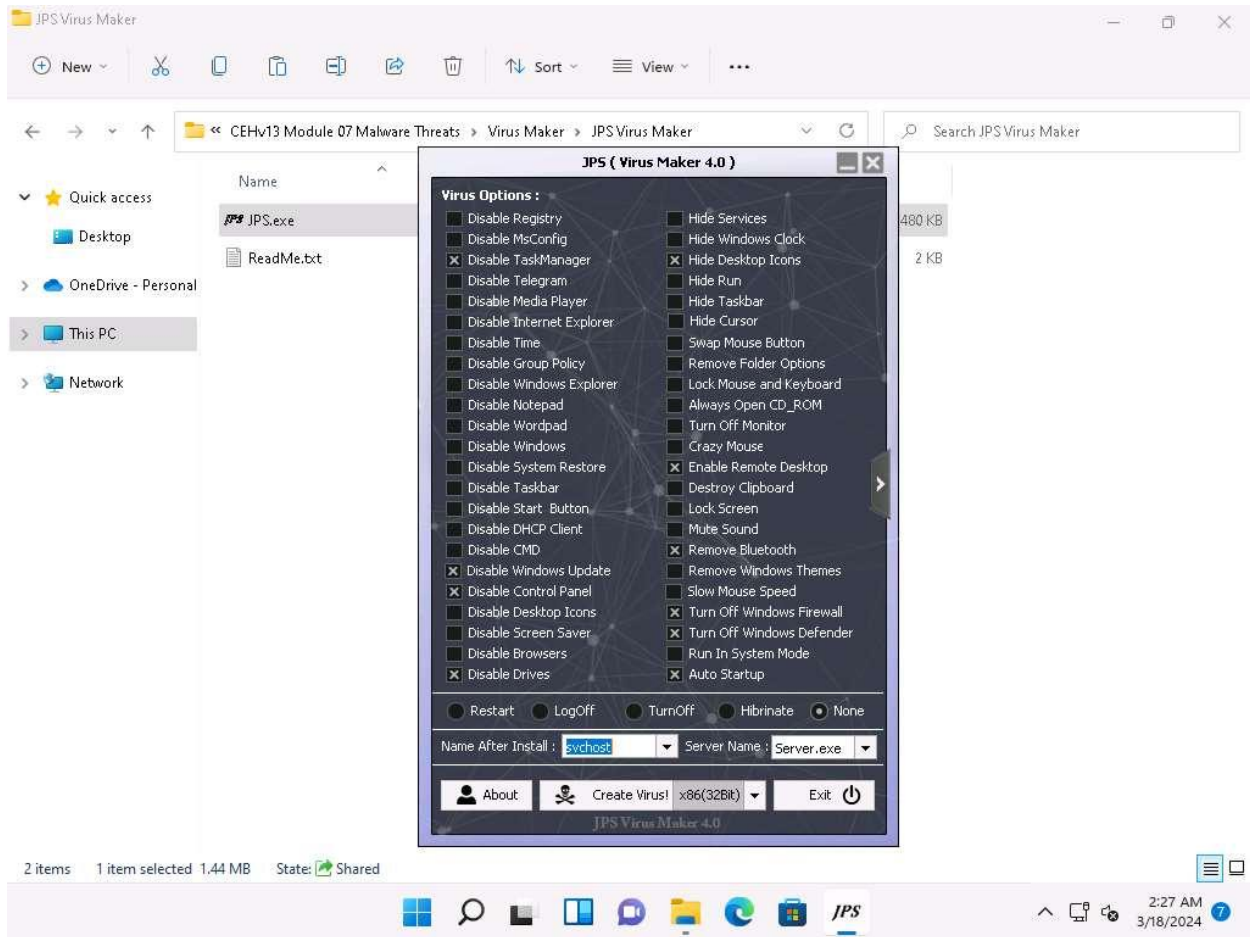 JPS Virus Maker
New
Sort
View
CEHv13 Module 07 Malware Threats > Virus Maker > JPS Virus Maker
Search JPS Virus Maker
Quick access
Desktop
OneDrive - Personal
This PC
Network
Name
JPS JPS.exe
480 KB
ReadMe.txt
2 KB
JPS ( Virus Maker 4.0 )
Virus Options :
Disable Registry
Disable MsConfig
Disable TaskManager
Disable Telegram
Disable Media Player
Disable Internet Explorer
Disable Time
Disable Group Policy
Disable Windows Explorer
Disable Notepad
Disable Wordpad
Disable Windows
Disable System Restore
Disable Taskbar
Disable Start Button
Disable DHCP Client
Disable CMD
Disable Windows Update
Disable Control Panel
Disable Desktop Icons
Disable Screen Saver
Disable Browsers
Disable Drives
Hide Services
Hide Windows Clock
Hide Desktop Icons
Hide Run
Hide Taskbar
Hide Cursor
Swap Mouse Button
Remove Folder Options
Lock Mouse and Keyboard
Always Open CD_ROM
Turn Off Monitor
Crazy Mouse
Enable Remote Desktop
Destroy Clipboard
Lock Screen
Mute Sound
Remove Bluetooth
Remove Windows Themes
Slow Mouse Speed
Turn Off Windows Firewall
Turn Off Windows Defender
Run In System Mode
Auto Startup
Restart LogOff TurnOff Hibrinate None
Name After Install : svchost Server Name : Server.exe
About Create Virus! x86(32Bit) Exit
JPS Virus Maker 4.0
2 items 1 item selected 1.44 MB State: Shared
JPS
2:27 AM
3/18/2024
7